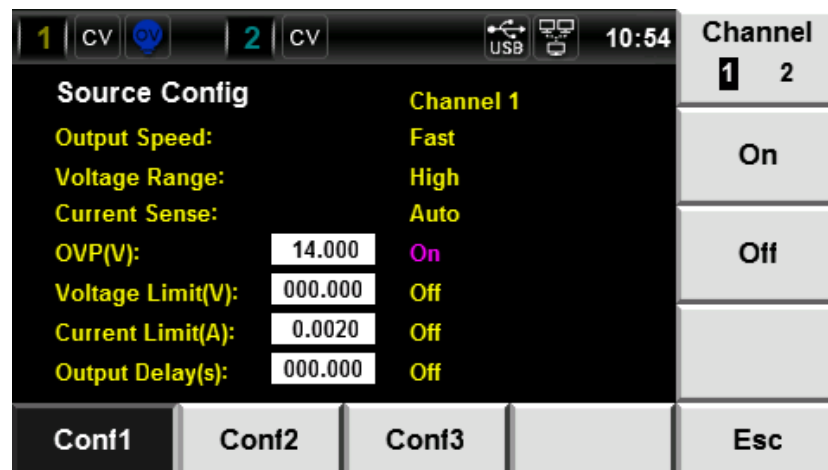 1 CV OV 2 CV USB 10:54
Channel
1 2
Source Config Channel 1
Output Speed: Fast
Voltage Range: High
Current Sense: Auto
OVP(V): 14.000 On
Voltage Limit(V): 000.000 Off
Current Limit(A): 0.0020 Off
Output Delay(s): 000.000 Off
On
Off
Conf1 Conf2 Conf3 Esc